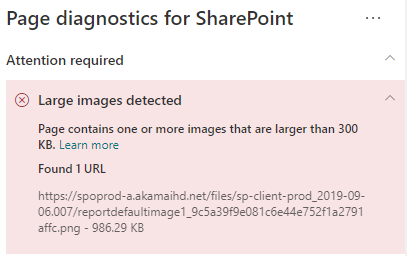 Page diagnostics for SharePoint ...
Attention required
Large images detected
Page contains one or more images that are larger than 300
KB. Learn more
Found 1 URL
https://spoprod-a.akamaihd.net/files/sp-client-prod_2019-09-
06.007/reportdefaultimage1_9c5a39f9e081c6e44e752f1a2791
affc.png - 986.29 KB